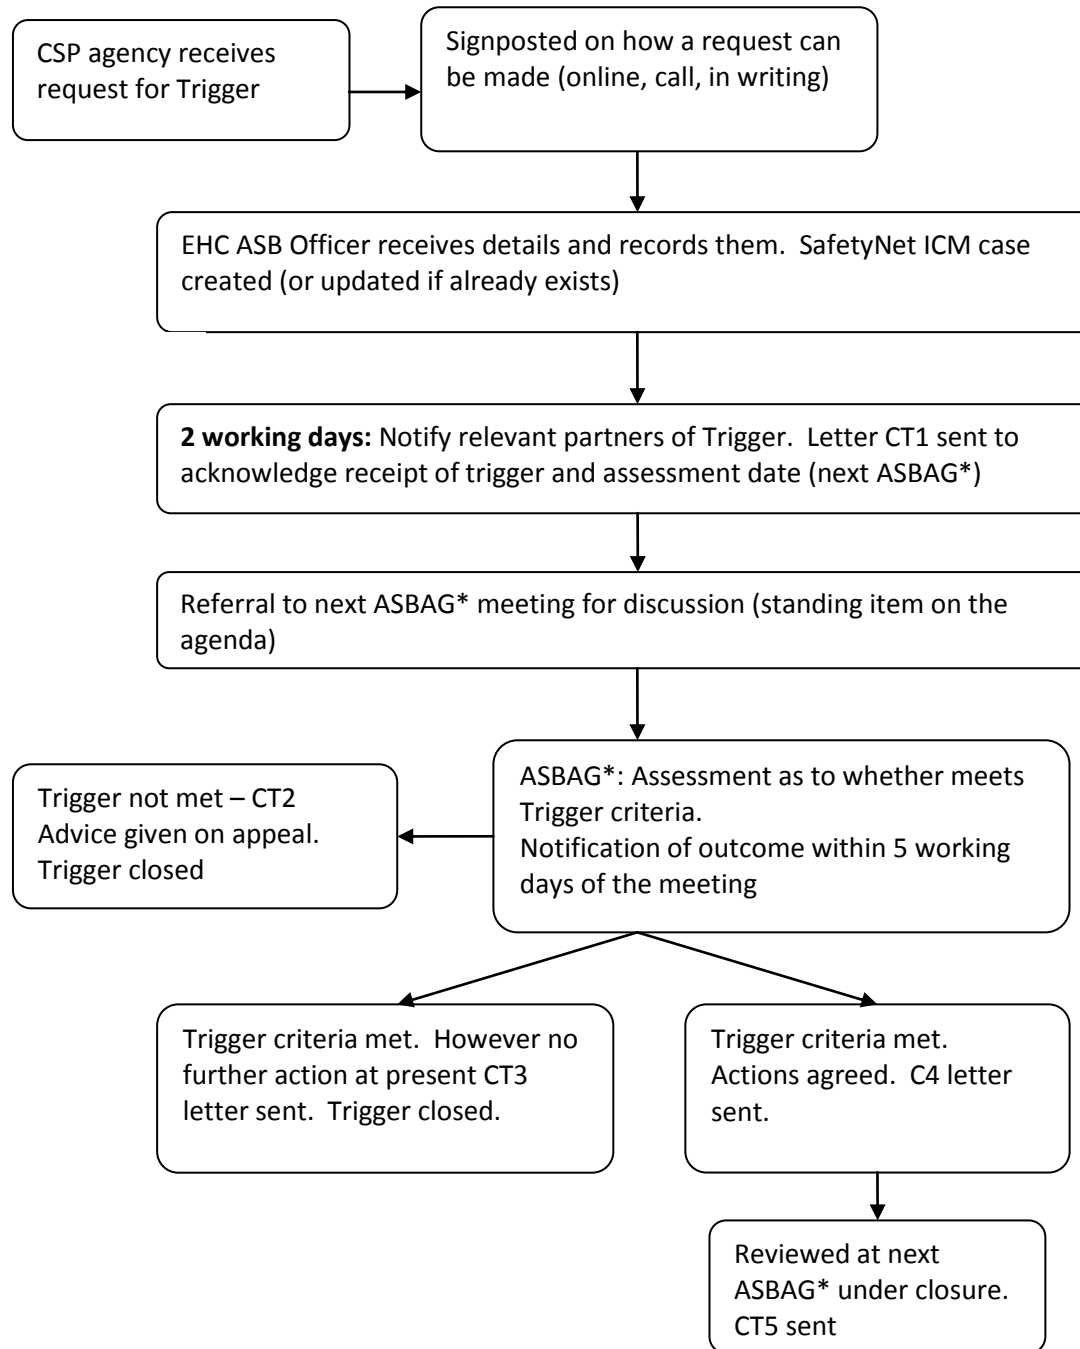 CSP agency receives
request for Trigger
Signposted on how a request can
be made (online, call, in writing)
EHC ASB Officer receives details and records them.  SafetyNet ICM case
created (or updated if already exists)
2 working days: Notify relevant partners of Trigger.  Letter CT1 sent to
acknowledge receipt of trigger and assessment date (next ASBAG*)
Referral to next ASBAG* meeting for discussion (standing item on the
agenda)
ASBAG*: Assessment as to whether meets
Trigger criteria.
Notification of outcome within 5 working
days of the meeting
Trigger not met – CT2
Advice given on appeal.
Trigger closed
Trigger criteria met.  However no
further action at present CT3
letter sent.  Trigger closed.
Trigger criteria met.
Actions agreed.  C4 letter
sent.
Reviewed at next
ASBAG* under closure.
CT5 sent